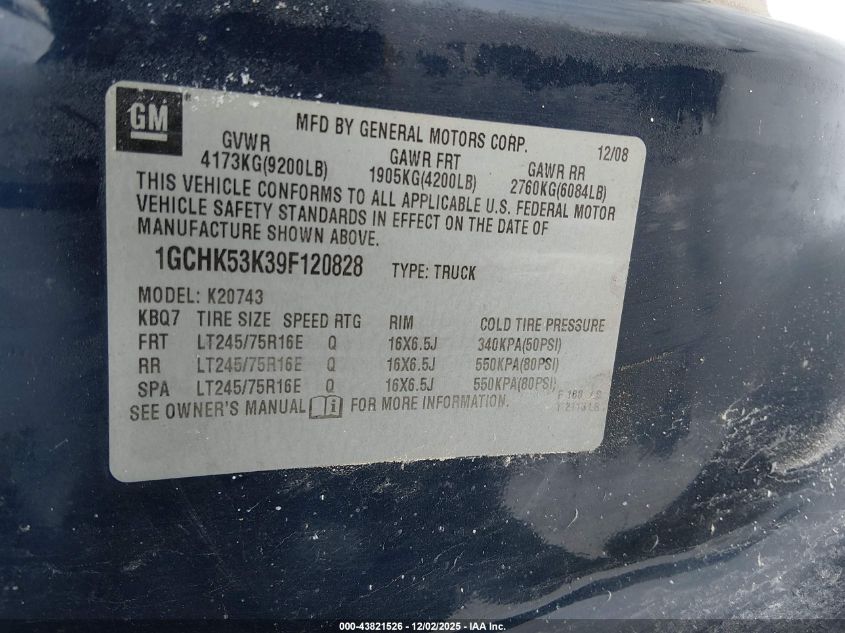 GM
MFD BY GENERAL MOTORS CORP. 12/08
GVWR GAWR FRT GAWR RR
4173KG(9200LB) 1905KG(4200LB) 2760KG(6084LB)
THIS VEHICLE CONFORMS TO ALL APPLICABLE U.S. FEDERAL MOTOR
VEHICLE SAFETY STANDARDS IN EFFECT ON THE DATE OF
MANUFACTURE SHOWN ABOVE.
1GCHK53K39F120828 TYPE: TRUCK
MODEL: K20743
KBQ7 TIRE SIZE SPEED RTG RIM COLD TIRE PRESSURE
FRT LT245/75R16E Q 16X6.5J 340KPA(50PSI)
RR LT245/75R16E Q 16X6.5J 550KPA(80PSI)
SPA LT245/75R16E Q 16X6.5J 550KPA(80PSI)
SEE OWNER'S MANUAL i FOR MORE INFORMATION.
000-43821526 - 12/02/2025 - IAA Inc.